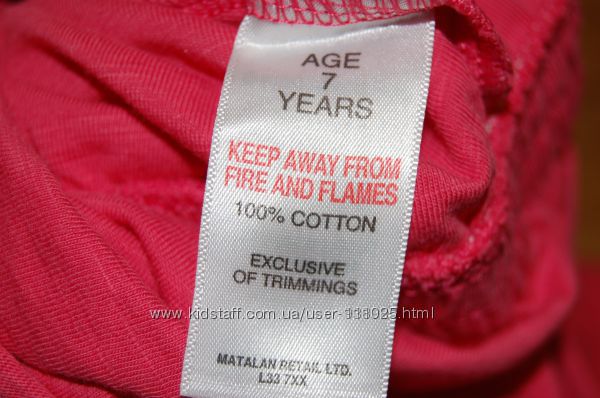 AGE
7
YEARS
KEEP AWAY FROM
FIRE AND FLAMES
100% COTTON
EXCLUSIVE
OF TRIMMINGS
www.kidstaff.com.ua/user-118025.html
MATALAN RETAIL LTD.
L33 7XX